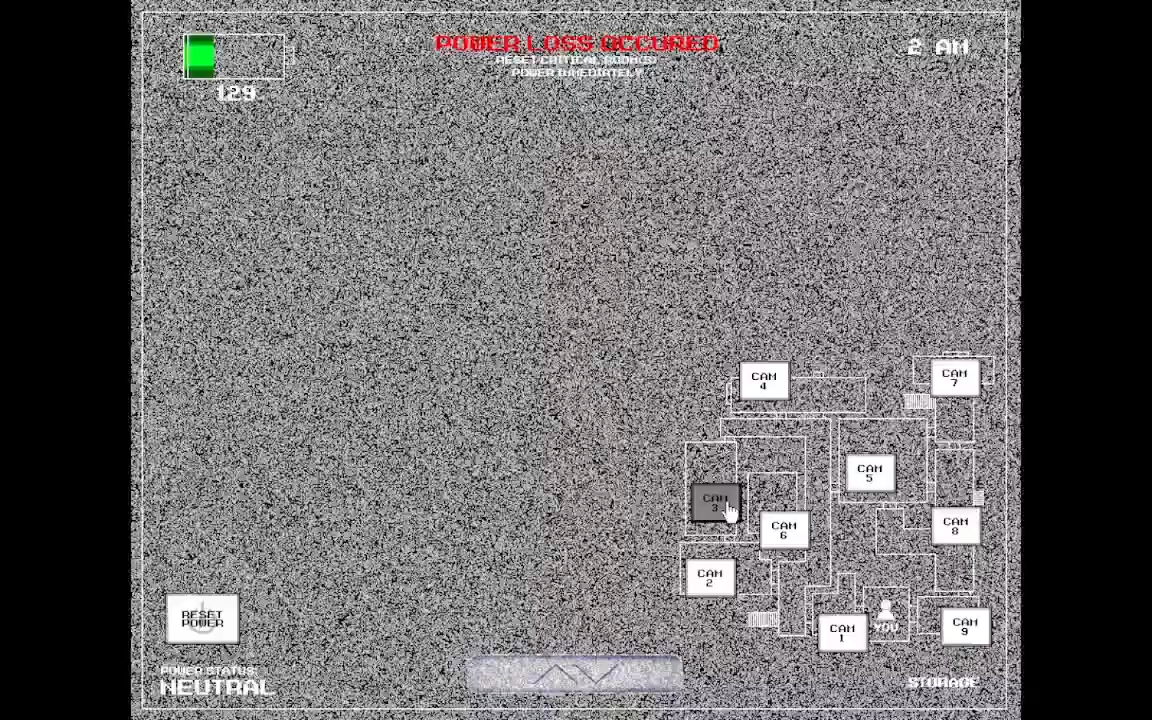 POWER LOSS OCCURED
2 AM
RESET CRITICAL ROOM(S)
POWER IMMEDIATELY
129
CAM
4
CAM
7
CAM
5
CAM
3
CAM
6
CAM
8
CAM
2
RESET
POWER
CAM
1
YOU
CAM
9
POWER STATUS:
NEUTRAL
STORAGE